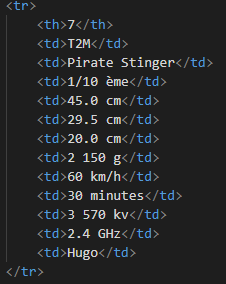 <tr>
<th>7</th>
<td>T2M</td>
<td>Pirate Stinger</td>
<td>1/10 ème</td>
<td>45.0 cm</td>
<td>29.5 cm</td>
<td>20.0 cm</td>
<td>2 150 g</td>
<td>60 km/h</td>
<td>30 minutes</td>
<td>3 570 kv</td>
<td>2.4 GHz</td>
<td>Hugo</td>
</tr>